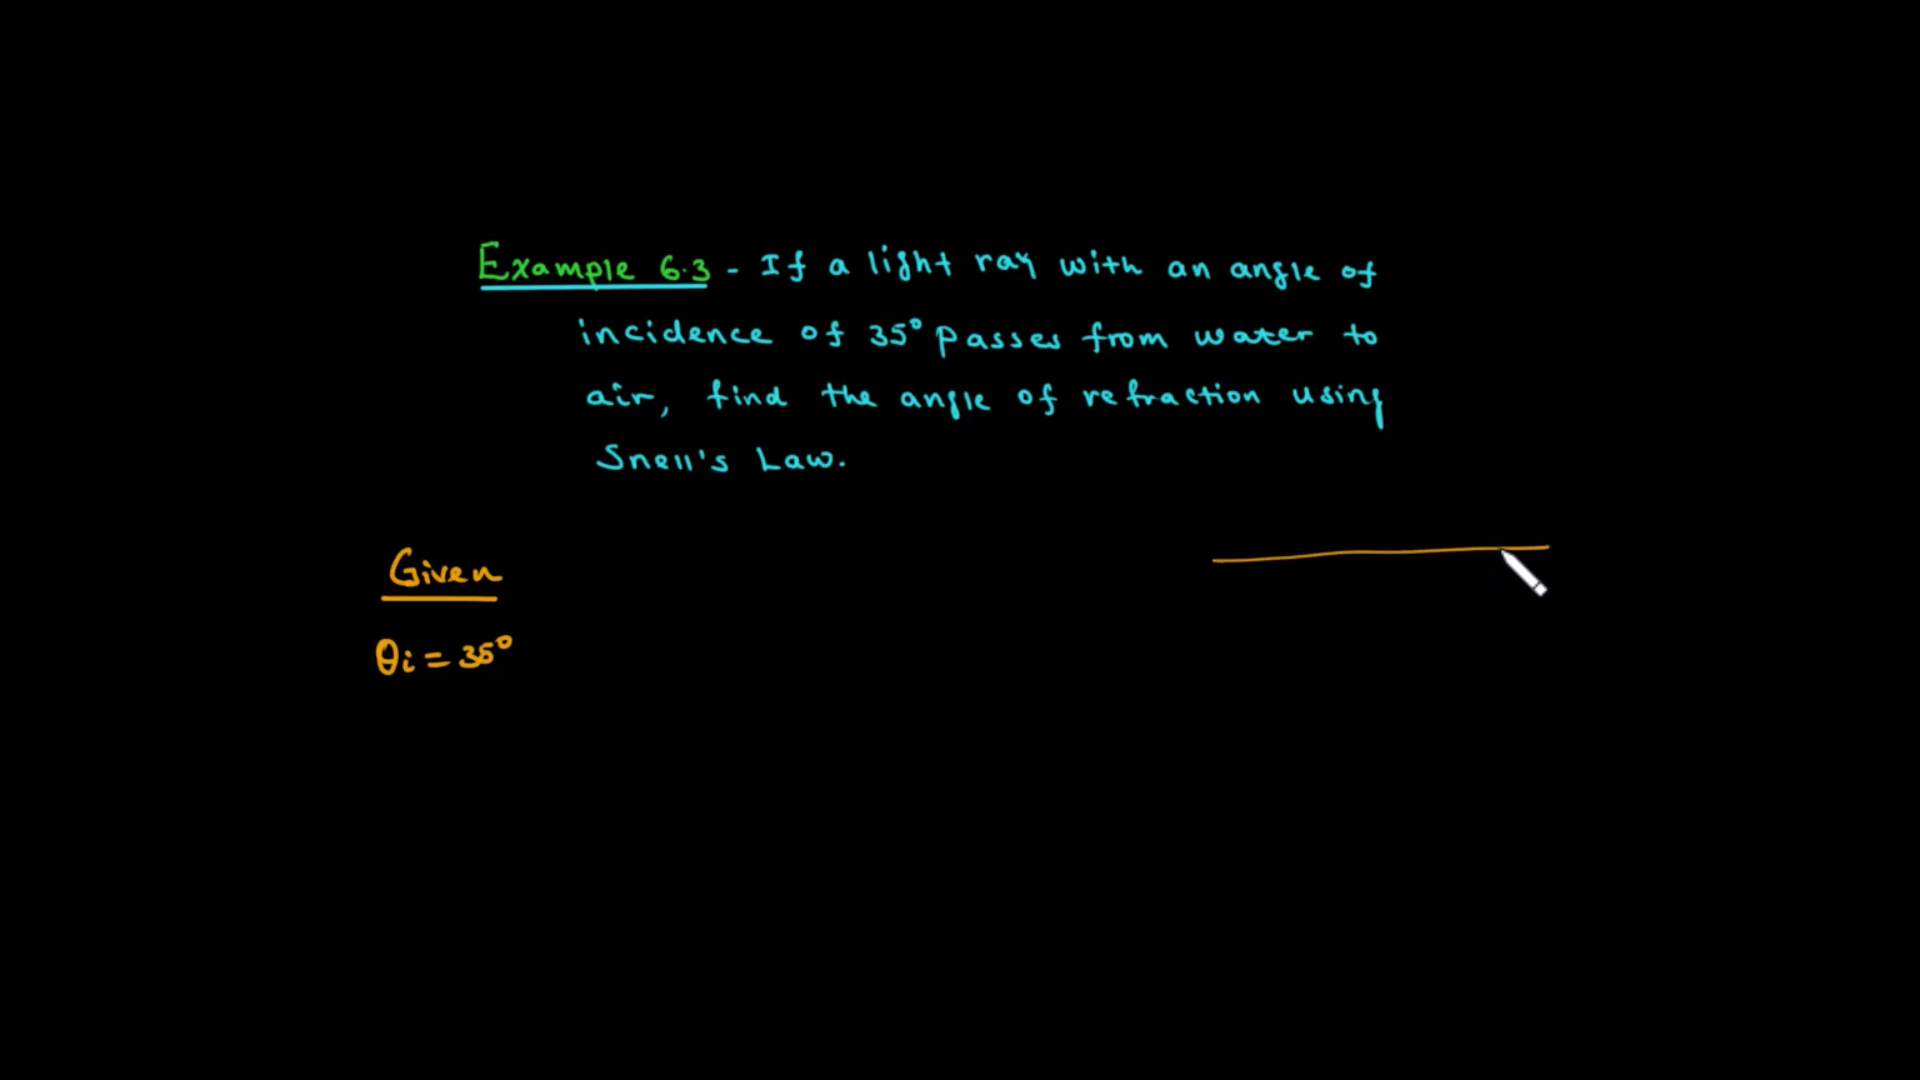 Example 6.3 - If a light ray with an angle of
incidence of 35° passes from water to
air, find the angle of refraction using
Snell's Law.
Given
θi = 35°